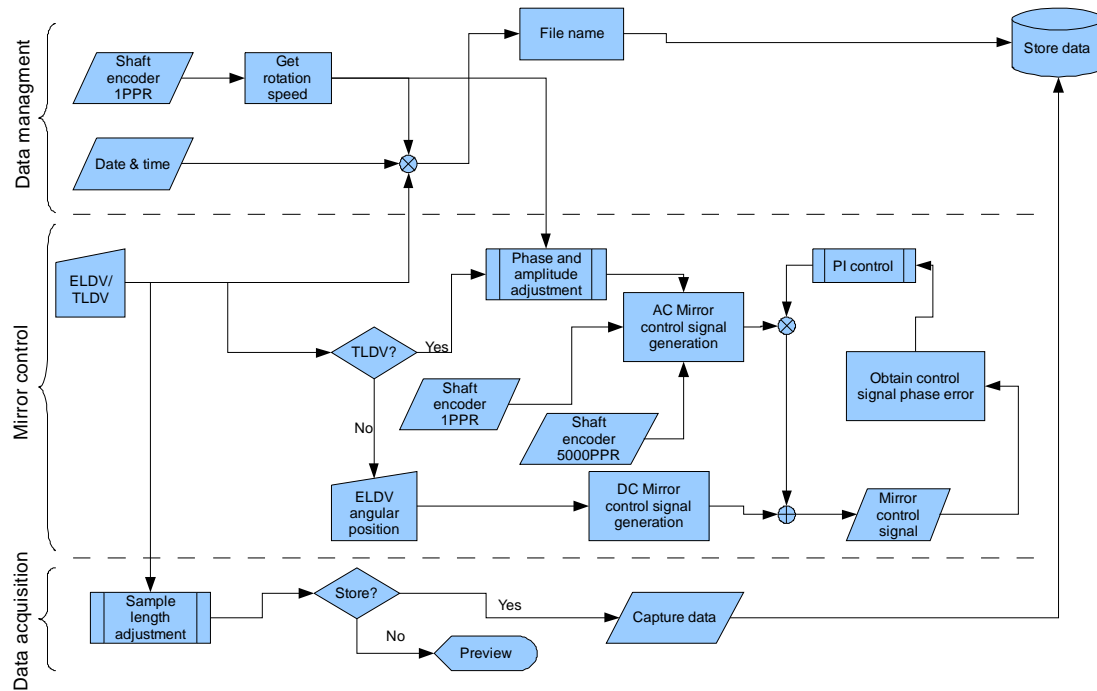 Data managment
Shaft
encoder
1PPR
Get
rotation
speed
File name
Store data
Date & time
Mirror control
ELDV/
TLDV
Phase and
amplitude
adjustment
PI control
AC Mirror
control signal
generation
TLDV?
Yes
Obtain control
signal phase error
Shaft
encoder
1PPR
No
Shaft
encoder
5000PPR
ELDV
angular
position
DC Mirror
control signal
generation
Mirror
control
signal
Data acquisition
Sample
length
adjustment
Store?
Yes
Capture data
No
Preview